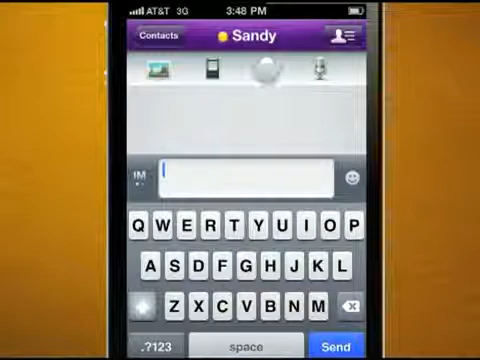 AT&T 3G 3:48 PM
Contacts Sandy
IM
Q W E R T Y U I O P
A S D F G H J K L
Z X C V B N M
.?123 space Send